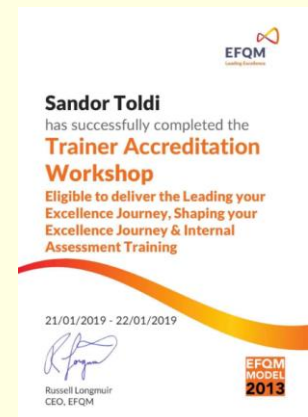 EFQM
Leading Excellence
Sandor Toldi
has successfully completed the
Trainer Accreditation
Workshop
Eligible to deliver the Leading your
Excellence Journey, Shaping your
Excellence Journey & Internal
Assessment Training
21/01/2019 - 22/01/2019
Russell Longmuir
CEO, EFQM
EFQM
MODEL
2013